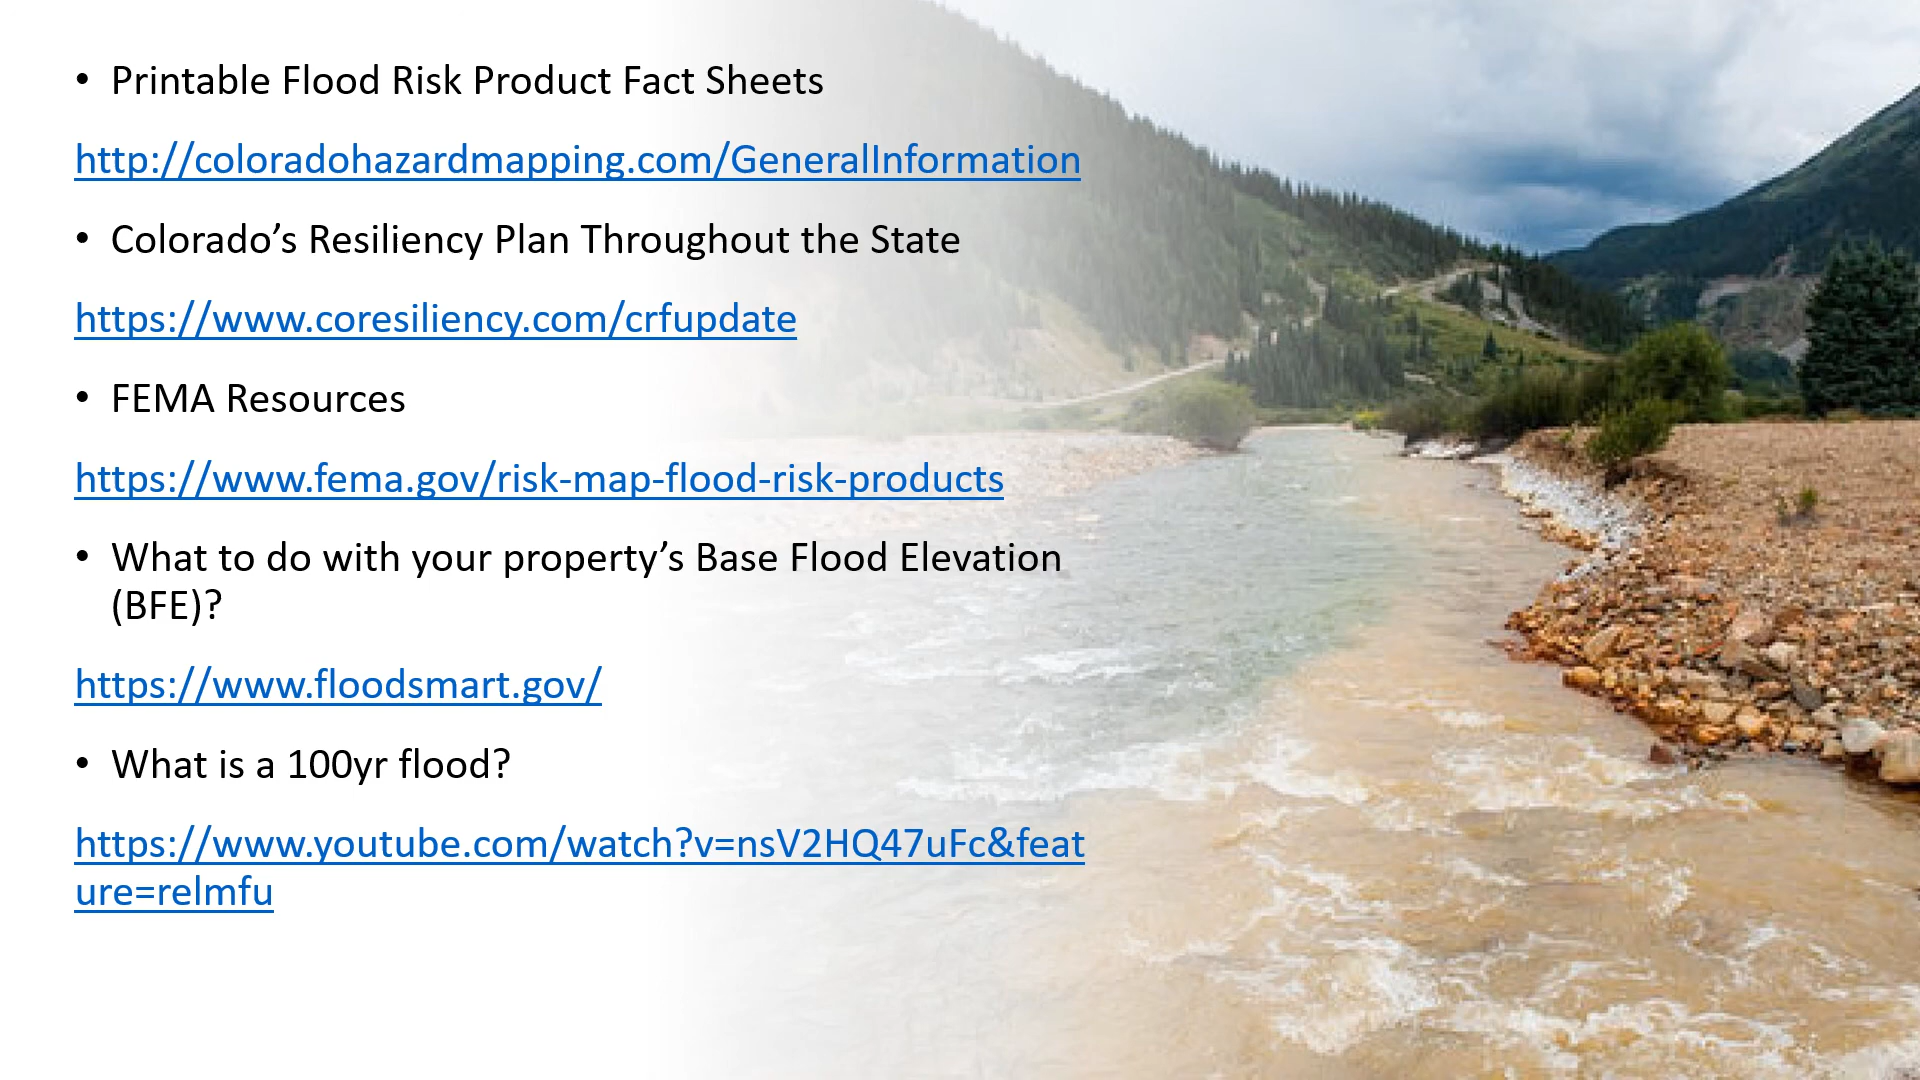 • Printable Flood Risk Product Fact Sheets
http://coloradohazardmapping.com/GeneralInformation
• Colorado’s Resiliency Plan Throughout the State
https://www.coresiliency.com/crfupdate
• FEMA Resources
https://www.fema.gov/risk-map-flood-risk-products
• What to do with your property’s Base Flood Elevation
(BFE)?
https://www.floodsmart.gov/
• What is a 100yr flood?
https://www.youtube.com/watch?v=nsV2HQ47uFc&feat
ure=relmfu